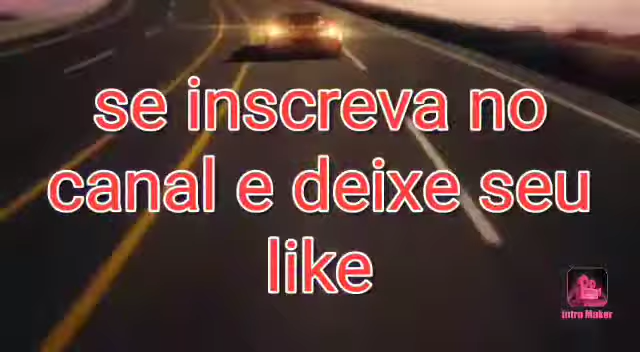 se inscreva no
canal e deixe seu
like
Intro Maker